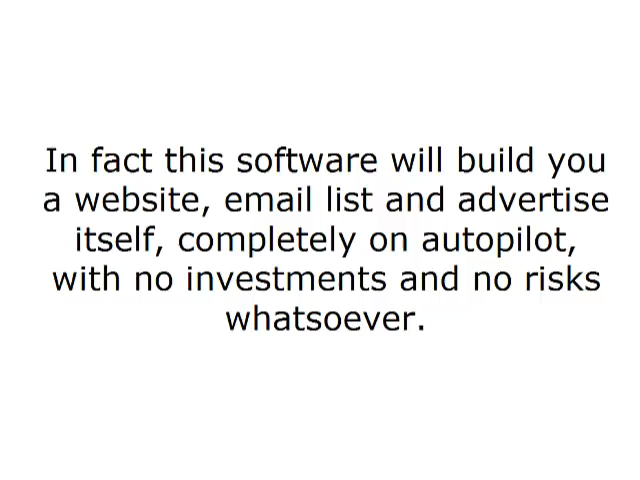 In fact this software will build you
a website, email list and advertise
itself, completely on autopilot,
with no investments and no risks
whatsoever.